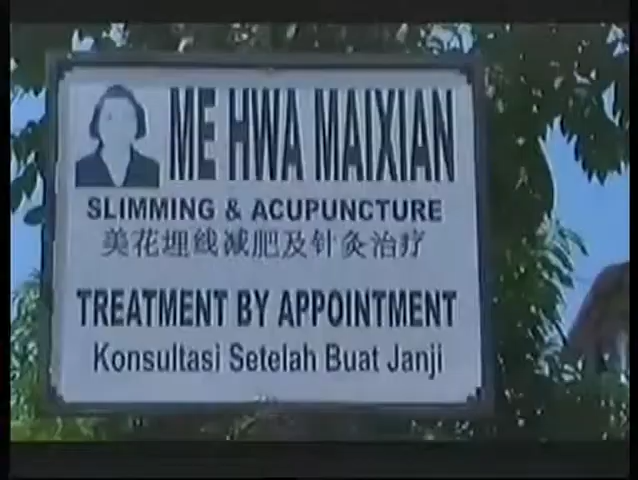 ME HWA MAIXIAN
SLIMMING & ACUPUNCTURE
美花埋线减肥及针灸治疗
TREATMENT BY APPOINTMENT
Konsultasi Setelah Buat Janji